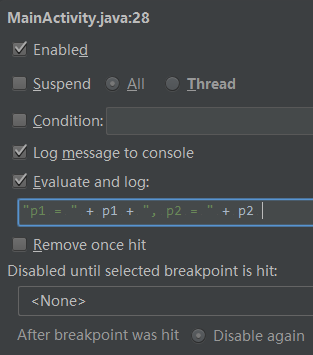 MainActivity.java:28
Enabled
Suspend All Thread
Condition:
Log message to console
Evaluate and log:
"p1 = " + p1 + ", p2 = " + p2
Remove once hit
Disabled until selected breakpoint is hit:
<None>
After breakpoint was hit Disable again